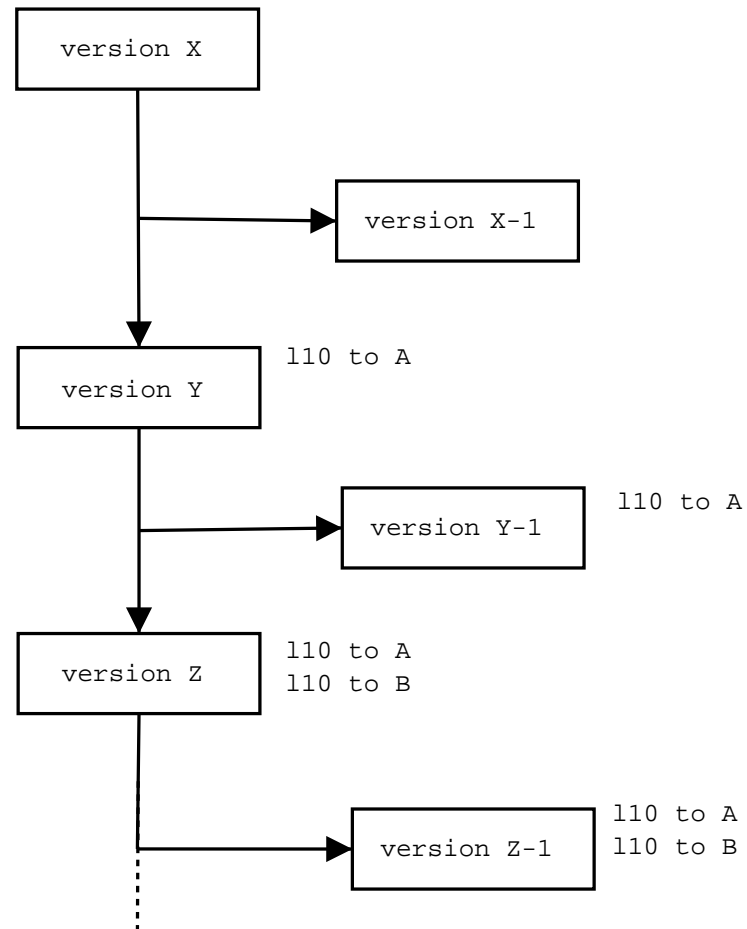 version X
version X-1
l10 to A
version Y
l10 to A
version Y-1
l10 to A
l10 to B
version Z
l10 to A
l10 to B
version Z-1